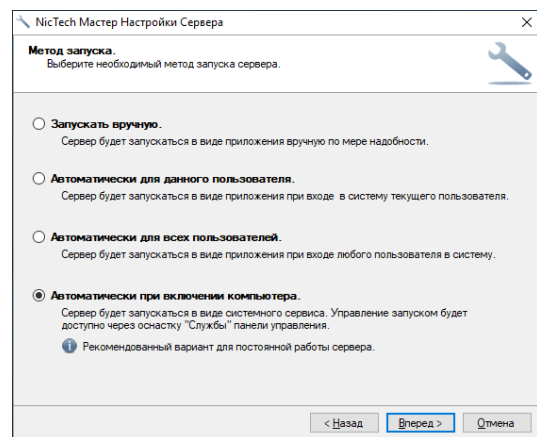 NicTech Мастер Настройки Сервера
Метод запуска.
Выберите необходимый метод запуска сервера.
Запускать вручную.
Сервер будет запускаться в виде приложения вручную по мере надобности.
Автоматически для данного пользователя.
Сервер будет запускаться в виде приложения при входе в систему текущего пользователя.
Автоматически для всех пользователей.
Сервер будет запускаться в виде приложения при входе любого пользователя в систему.
Автоматически при включении компьютера.
Сервер будет запускаться в виде системного сервиса. Управление запуском будет
доступно через оснастку "Службы" панели управления.
Рекомендованный вариант для постоянной работы сервера.
< Назад Вперед > Отмена